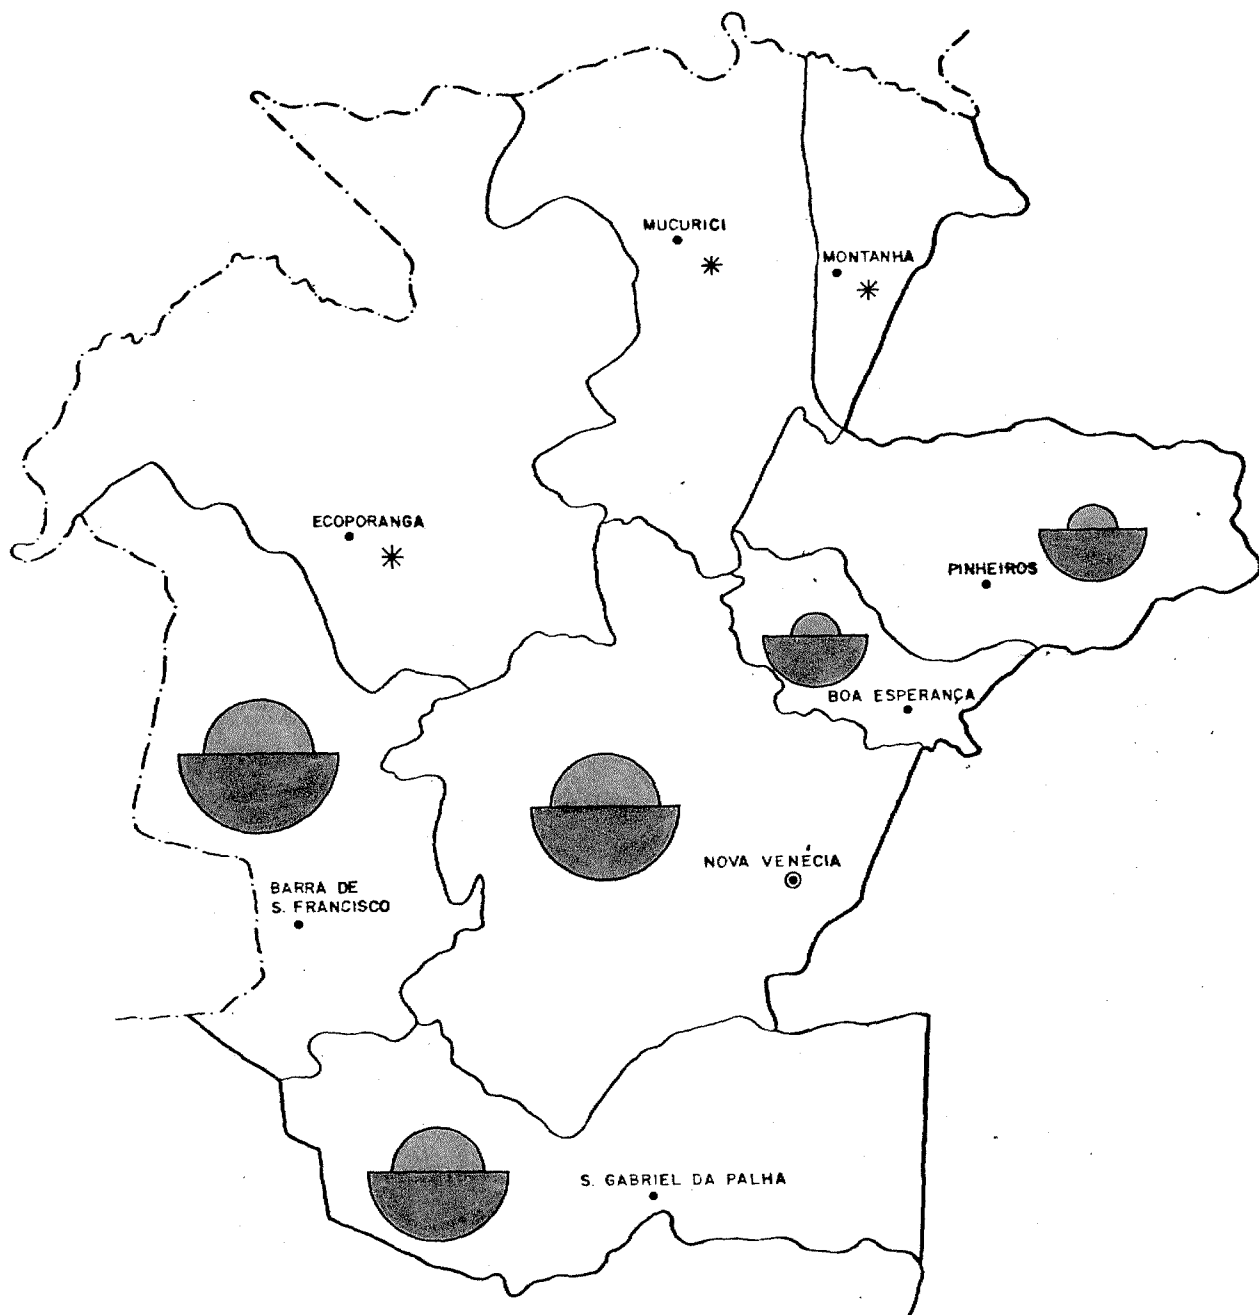 MUCURICI
MONTANHA
ECOPORANGA
PINHEIROS
BOA ESPERANÇA
NOVA VENÉCIA
BARRA DE
S. FRANCISCO
S. GABRIEL DA PALHA